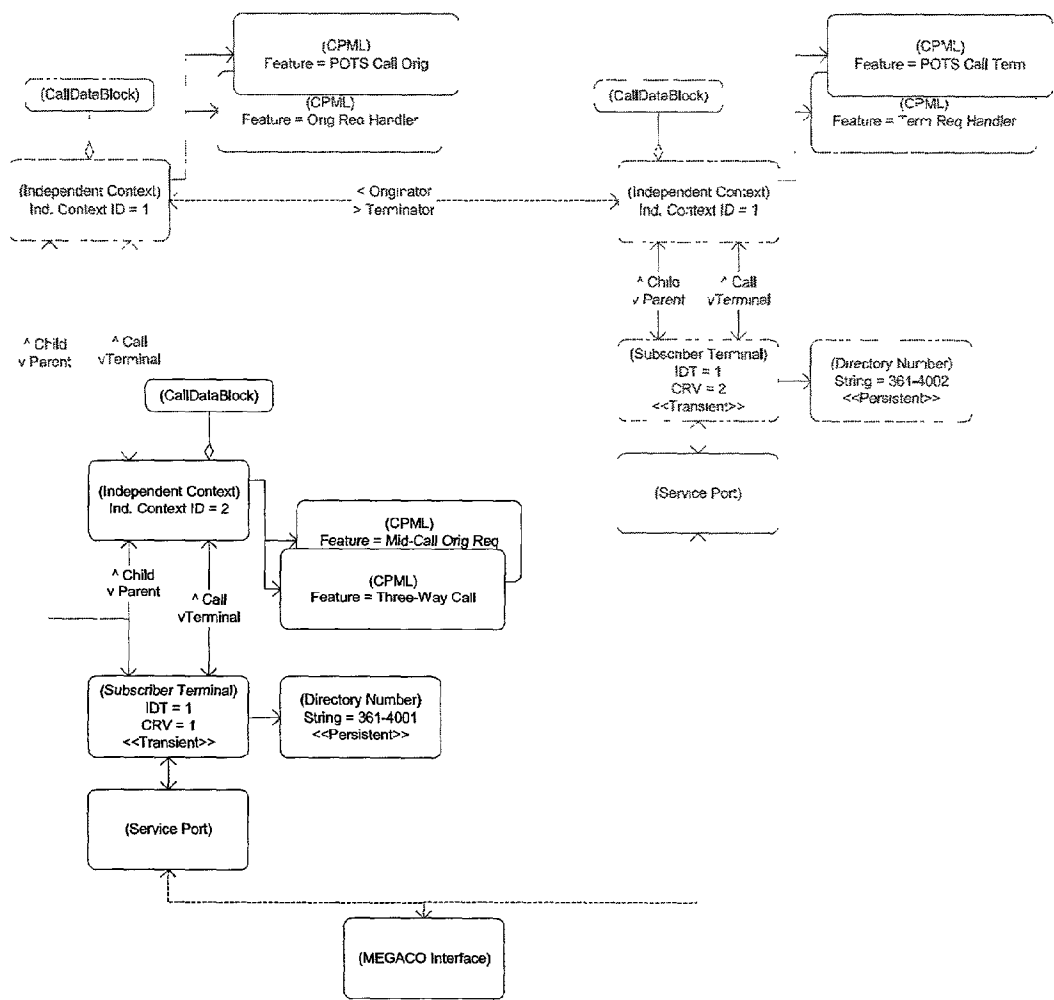 (CPML)
Feature = POTS Call Orig
(CPML)
Feature = Orig Req Handler
(CallDataBlock)
(Independent Context)
Ind. Context ID = 1
< Originator
> Terminator
(CPML)
Feature = POTS Call Term
(CPML)
Feature = Term Req Handler
(CallDataBlock)
(Independent Context)
Ind. Context ID = 1
^ Child
v Parent
^ Call
vTerminal
(Subscriber Terminal)
IDT = 1
CRV = 2
<<Transient>>
(Directory Number)
String = 361-4002
<<Persistent>>
(Service Port)
^ Child
v Parent
^ Call
vTerminal
(CallDataBlock)
(Independent Context)
Ind. Context ID = 2
(CPML)
Feature = Mid-Call Orig Req
(CPML)
Feature = Three-Way Call
^ Child
v Parent
^ Call
vTerminal
(Subscriber Terminal)
IDT = 1
CRV = 1
<<Transient>>
(Directory Number)
String = 361-4001
<<Persistent>>
(Service Port)
(MEGACO Interface)